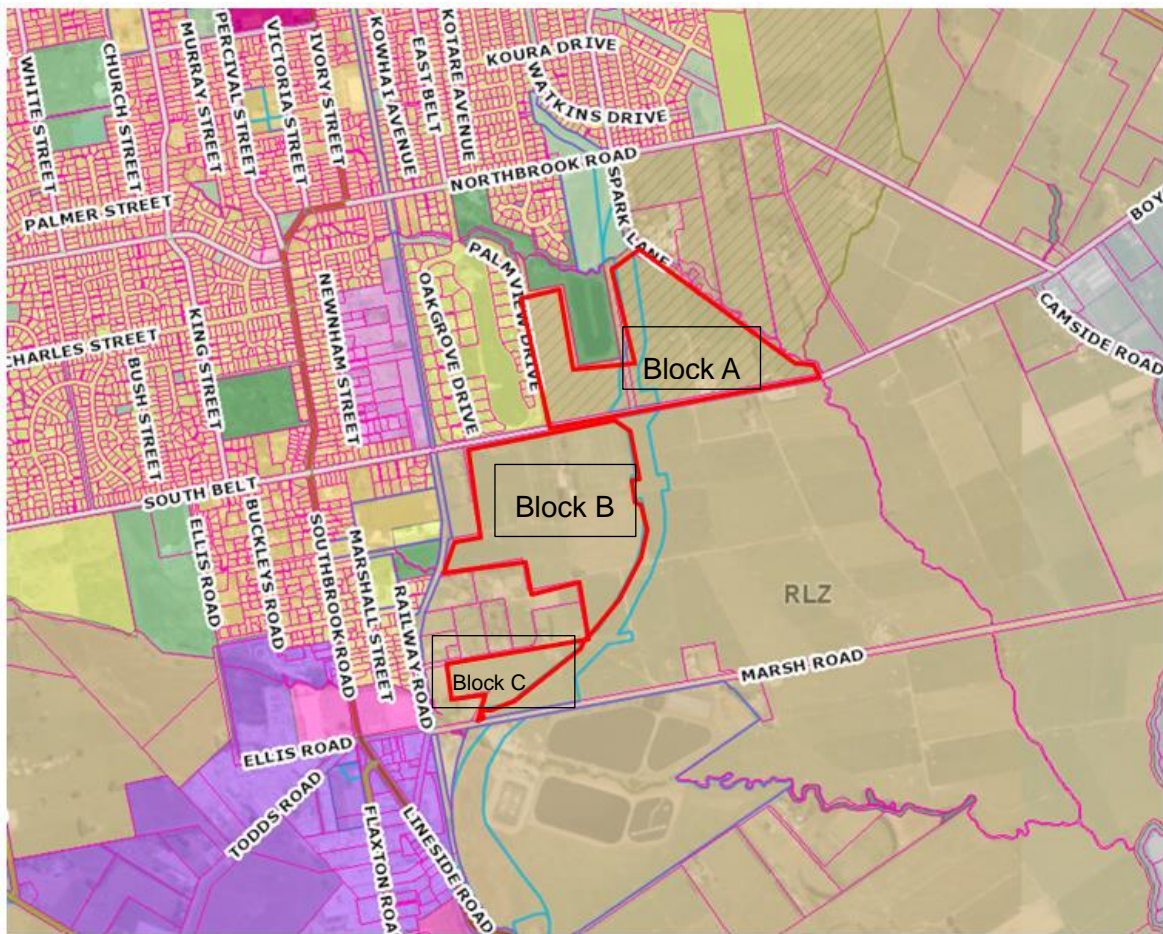 WHITE STREET
CHURCH STREET
MURRAY STREET
PERCIVAL STREET
VICTORIA STREET
IVORY STREET
KOWHAI AVENUE
EAST BELT
KOTARE AVENUE
KOURA DRIVE
WATKINS DRIVE
NORTHBROOK ROAD
SPARK LANE
PALMER STREET
BOY
PALMVIEW DRIVE
OAKGROVE DRIVE
NEWNHAM STREET
KING STREET
CHARLES STREET
BUSH STREET
CAMSIDE ROAD
Block A
SOUTH BELT
Block B
ELLIS ROAD
BUCKLEYS ROAD
SOUTHBROOK ROAD
MARSHALL STREET
RAILWAY ROAD
RLZ
Block C
MARSH ROAD
ELLIS ROAD
TODDS ROAD
FLAXTON ROA
LINESIDE ROAD